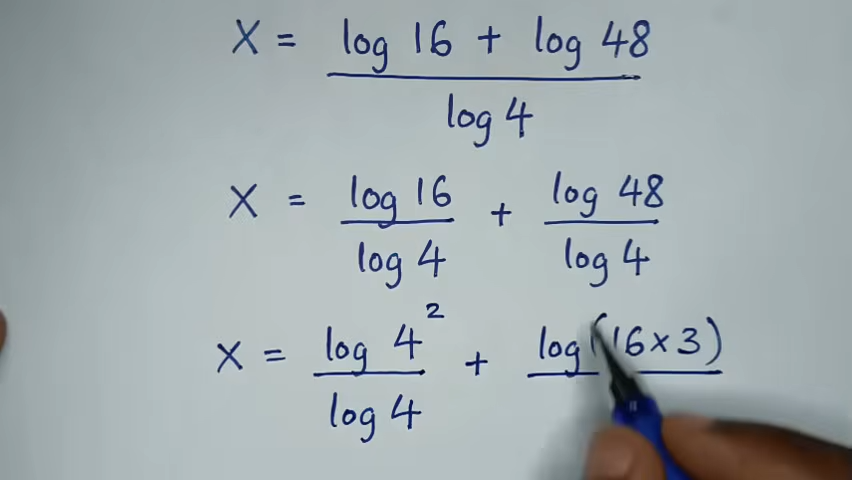 X = log 16 + log 48
log 4
X = log 16 + log 48
log 4 log 4
X = log 4² + log(16×3)
log 4